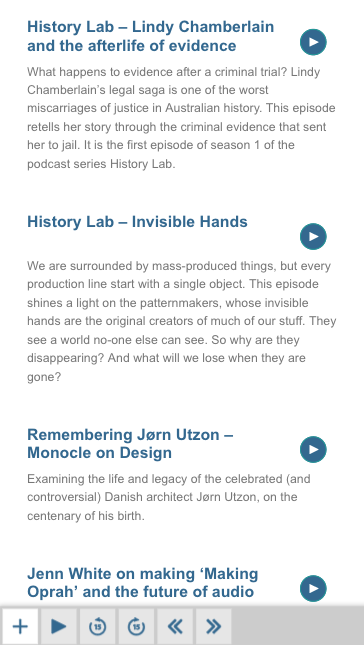 History Lab – Lindy Chamberlain
and the afterlife of evidence
What happens to evidence after a criminal trial? Lindy
Chamberlain's legal saga is one of the worst
miscarriages of justice in Australian history. This episode
retells her story through the criminal evidence that sent
her to jail. It is the first episode of season 1 of the
podcast series History Lab.
History Lab – Invisible Hands
We are surrounded by mass-produced things, but every
production line start with a single object. This episode
shines a light on the patternmakers, whose invisible
hands are the original creators of much of our stuff. They
see a world no-one else can see. So why are they
disappearing? And what will we lose when they are
gone?
Remembering Jørn Utzon –
Monocle on Design
Examining the life and legacy of the celebrated (and
controversial) Danish architect Jørn Utzon, on the
centenary of his birth.
Jenn White on making ‘Making
Oprah’ and the future of audio
15 15